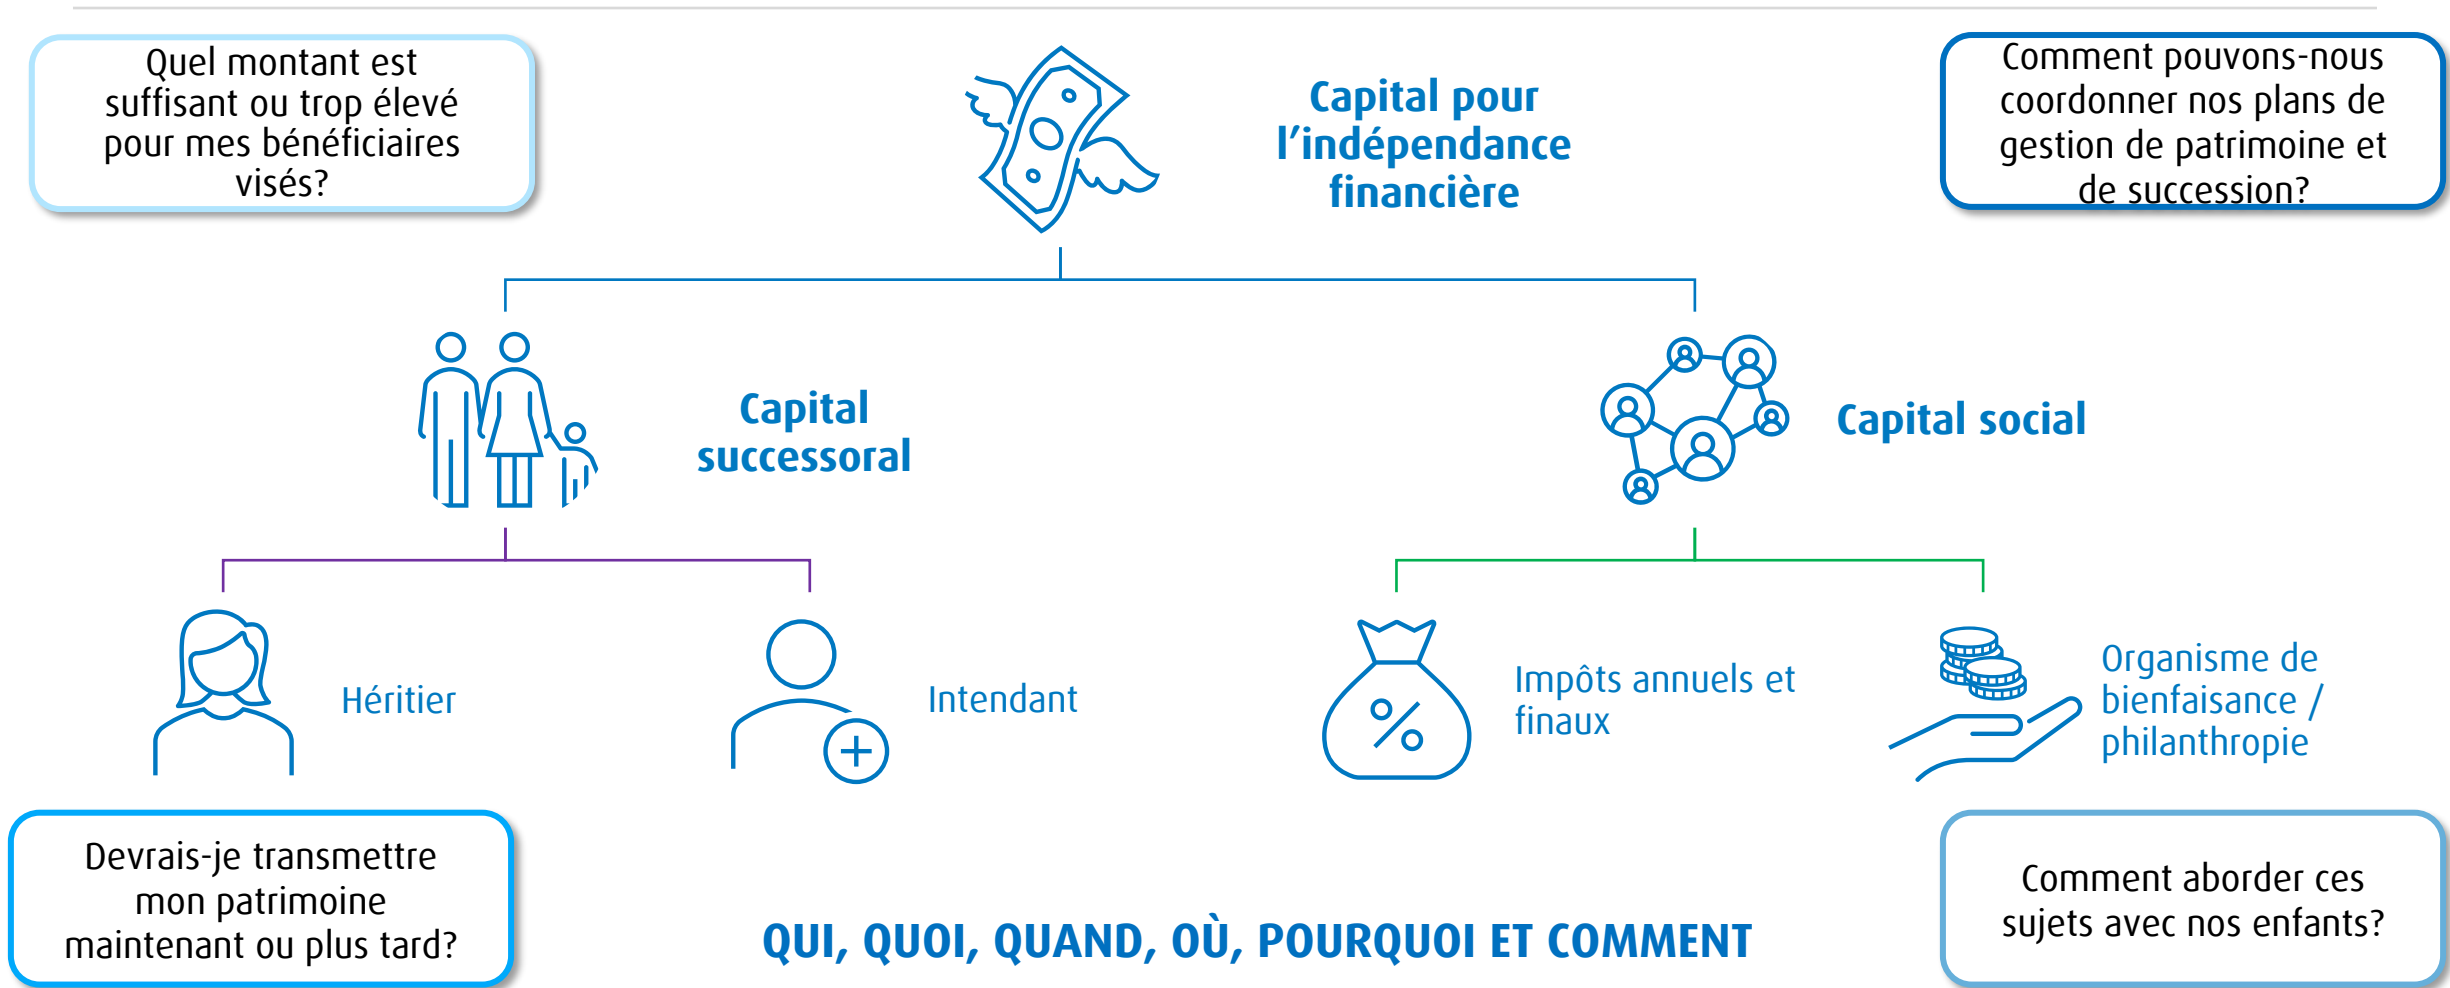 Quel montant est
suffisant ou trop élevé
pour mes bénéficiaires
visés?
Capital pour
l’indépendance
financière
Comment pouvons-nous
coordonner nos plans de
gestion de patrimoine et
de succession?
Capital
successoral
Capital social
Héritier
Intendant
Impôts annuels et
finaux
Organisme de
bienfaisance /
philanthropie
Devrais-je transmettre
mon patrimoine
maintenant ou plus tard?
QUI, QUOI, QUAND, OÙ, POURQUOI ET COMMENT
Comment aborder ces
sujets avec nos enfants?